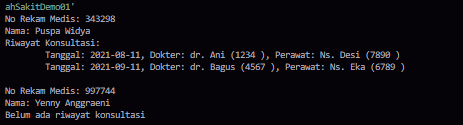 ahSakitDemo01'
No Rekam Medis: 343298
Nama: Puspa Widya
Riwayat Konsultasi:
Tanggal: 2021-08-11, Dokter: dr. Ani (1234 ), Perawat: Ns. Desi (7890 )
Tanggal: 2021-09-11, Dokter: dr. Bagus (4567 ), Perawat: Ns. Eka (6789 )
No Rekam Medis: 997744
Nama: Yenny Anggraeni
Belum ada riwayat konsultasi